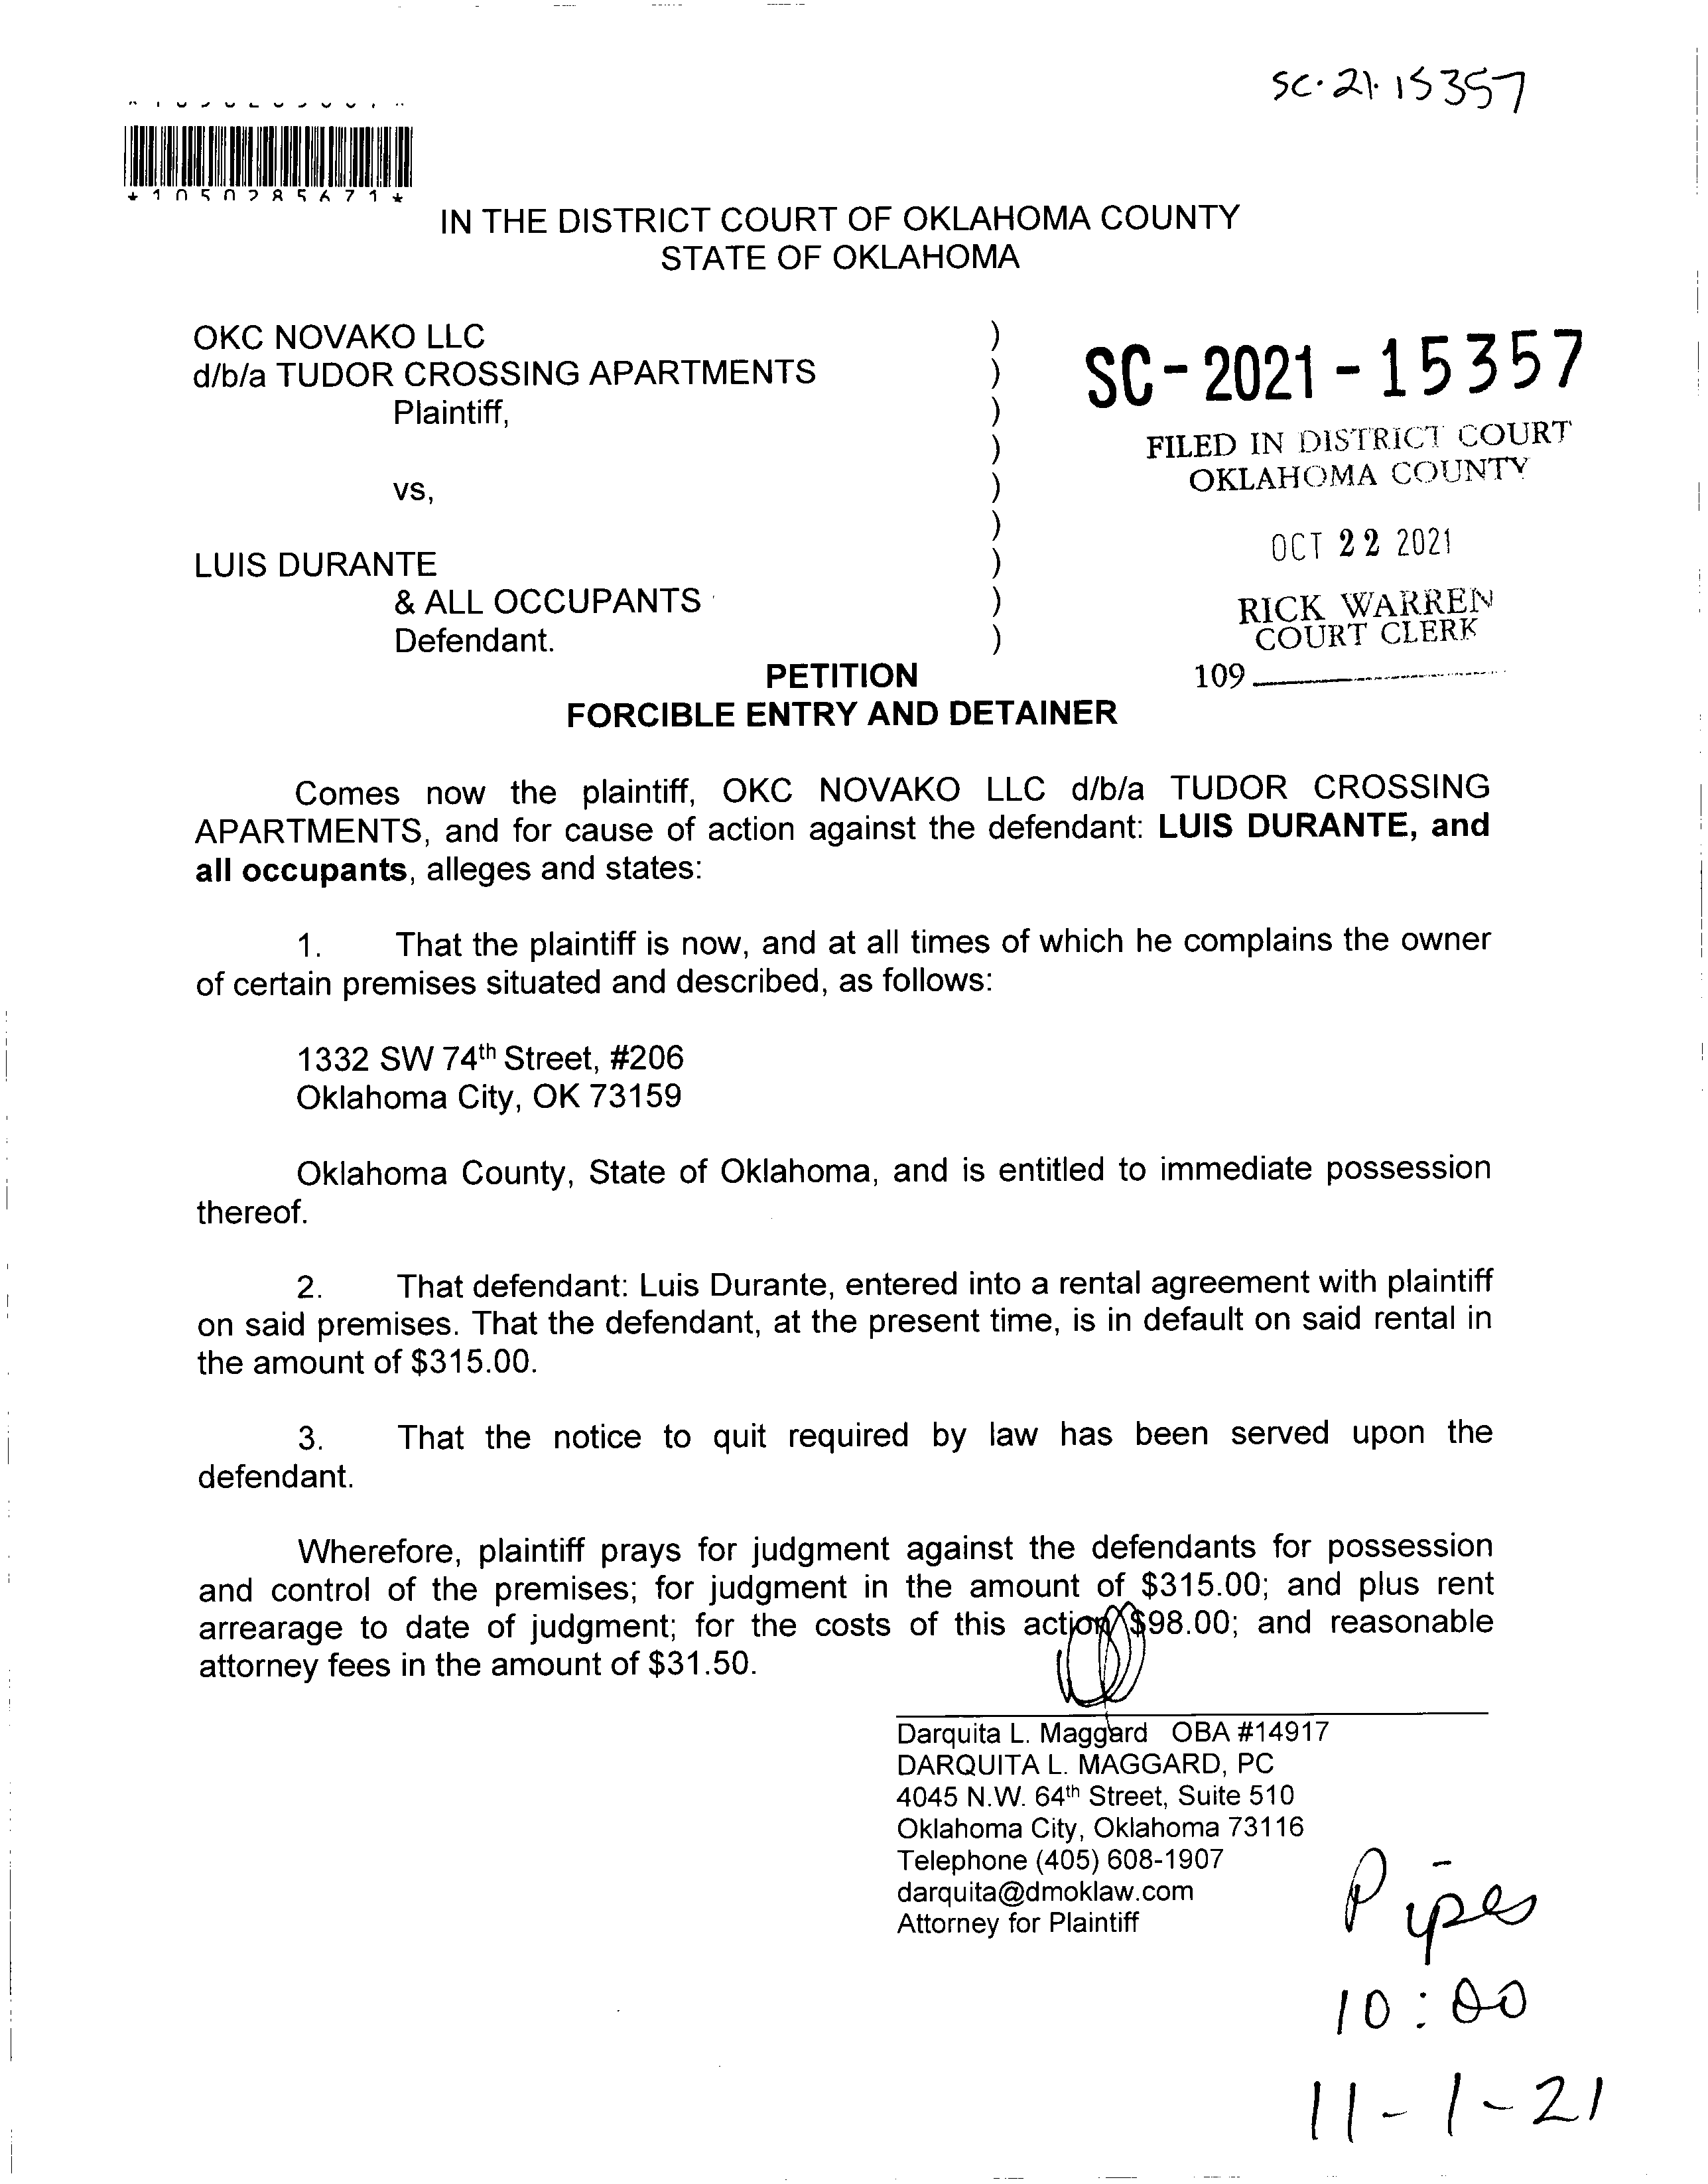 SC-21-15357
*1050285671*
IN THE DISTRICT COURT OF OKLAHOMA COUNTY
STATE OF OKLAHOMA
OKC NOVAKO LLC )
d/b/a TUDOR CROSSING APARTMENTS )
Plaintiff, )
)
vs, )
)
LUIS DURANTE )
& ALL OCCUPANTS )
Defendant. )
SC-2021-15357
FILED IN DISTRICT COURT
OKLAHOMA COUNTY
OCT 22 2021
RICK WARREN
COURT CLERK
109
PETITION
FORCIBLE ENTRY AND DETAINER
Comes now the plaintiff, OKC NOVAKO LLC d/b/a TUDOR CROSSING
APARTMENTS, and for cause of action against the defendant: LUIS DURANTE, and
all occupants, alleges and states:
1. That the plaintiff is now, and at all times of which he complains the owner
of certain premises situated and described, as follows:
1332 SW 74th Street, #206
Oklahoma City, OK 73159
Oklahoma County, State of Oklahoma, and is entitled to immediate possession
thereof.
2. That defendant: Luis Durante, entered into a rental agreement with plaintiff
on said premises. That the defendant, at the present time, is in default on said rental in
the amount of $315.00.
3. That the notice to quit required by law has been served upon the
defendant.
Wherefore, plaintiff prays for judgment against the defendants for possession
and control of the premises; for judgment in the amount of $315.00; and plus rent
arrearage to date of judgment; for the costs of this action $98.00; and reasonable
attorney fees in the amount of $31.50.
Darquita L. Maggard OBA #14917
DARQUITA L. MAGGARD, PC
4045 N.W. 64th Street, Suite 510
Oklahoma City, Oklahoma 73116
Telephone (405) 608-1907
darquita@dmoklaw.com
Attorney for Plaintiff
Pipes
10:00
11-1-21